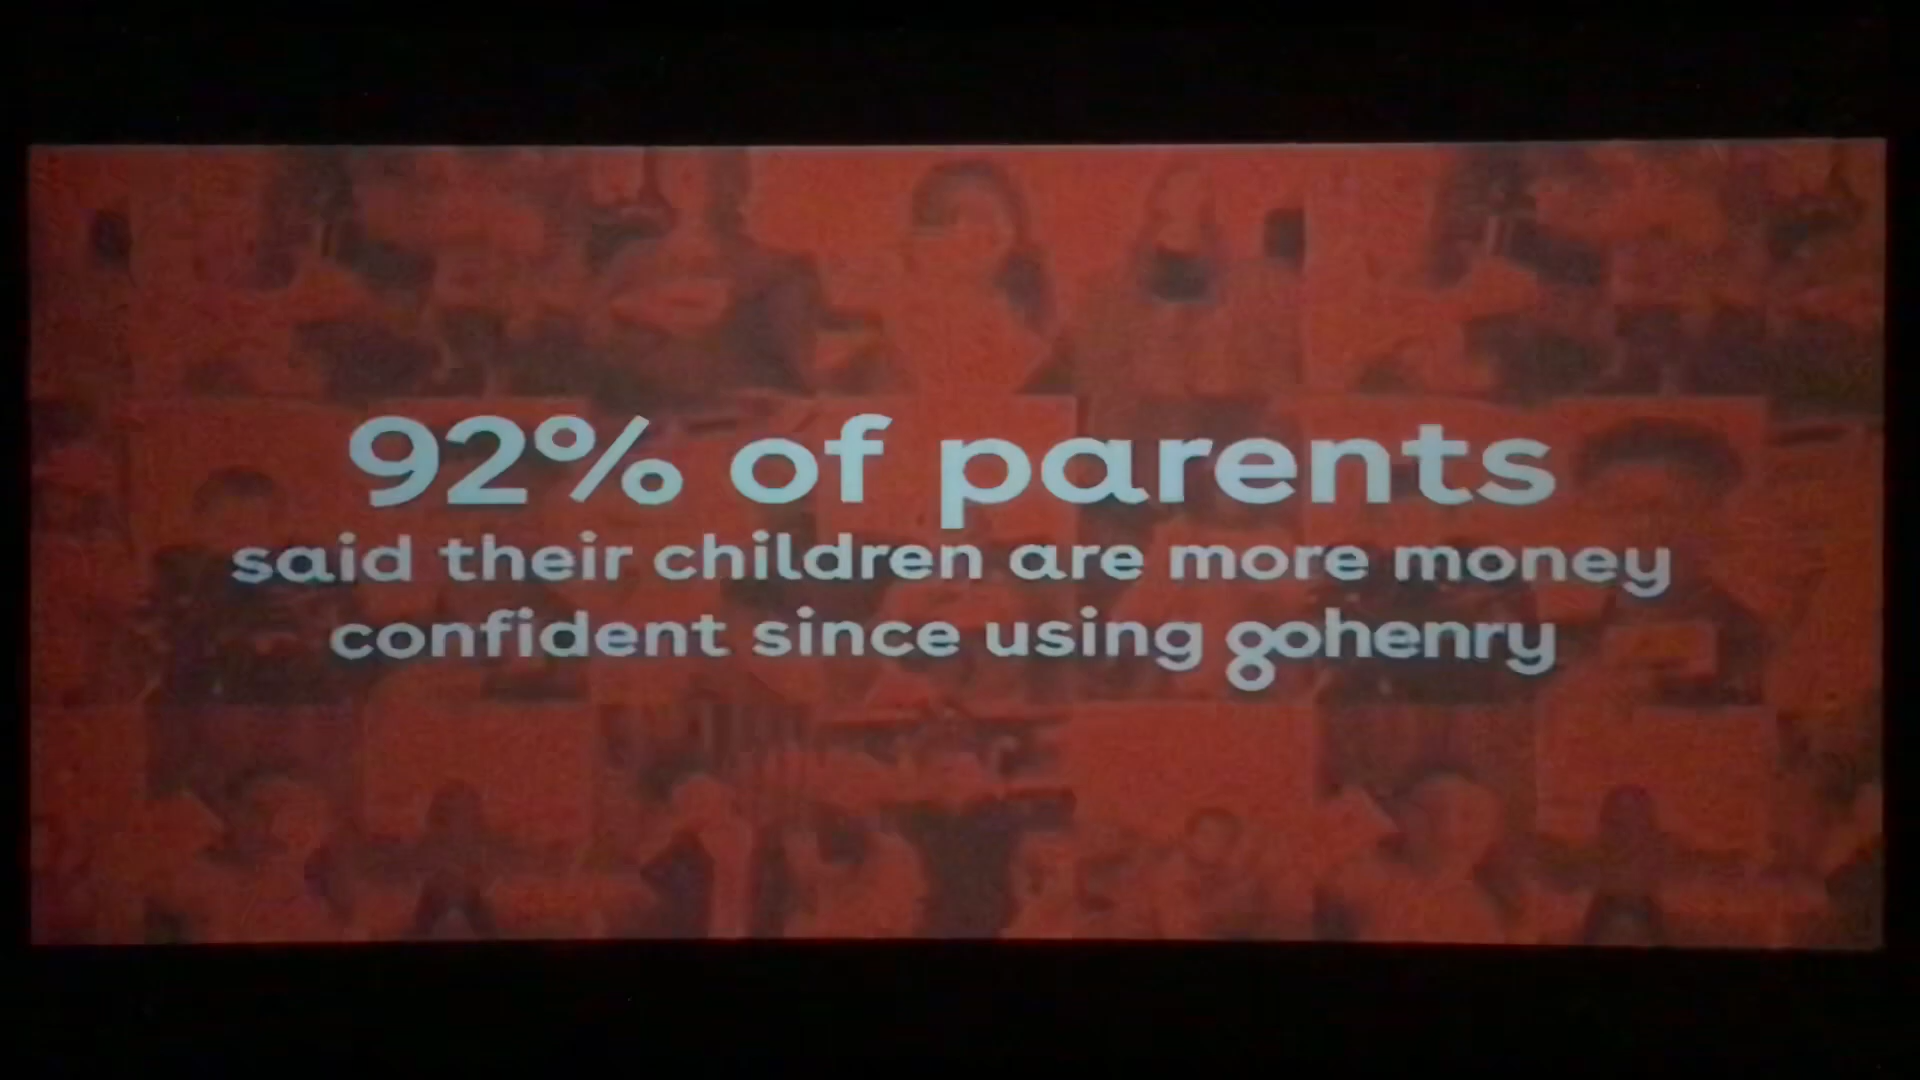 92% of parents
said their children are more money
confident since using gohenry